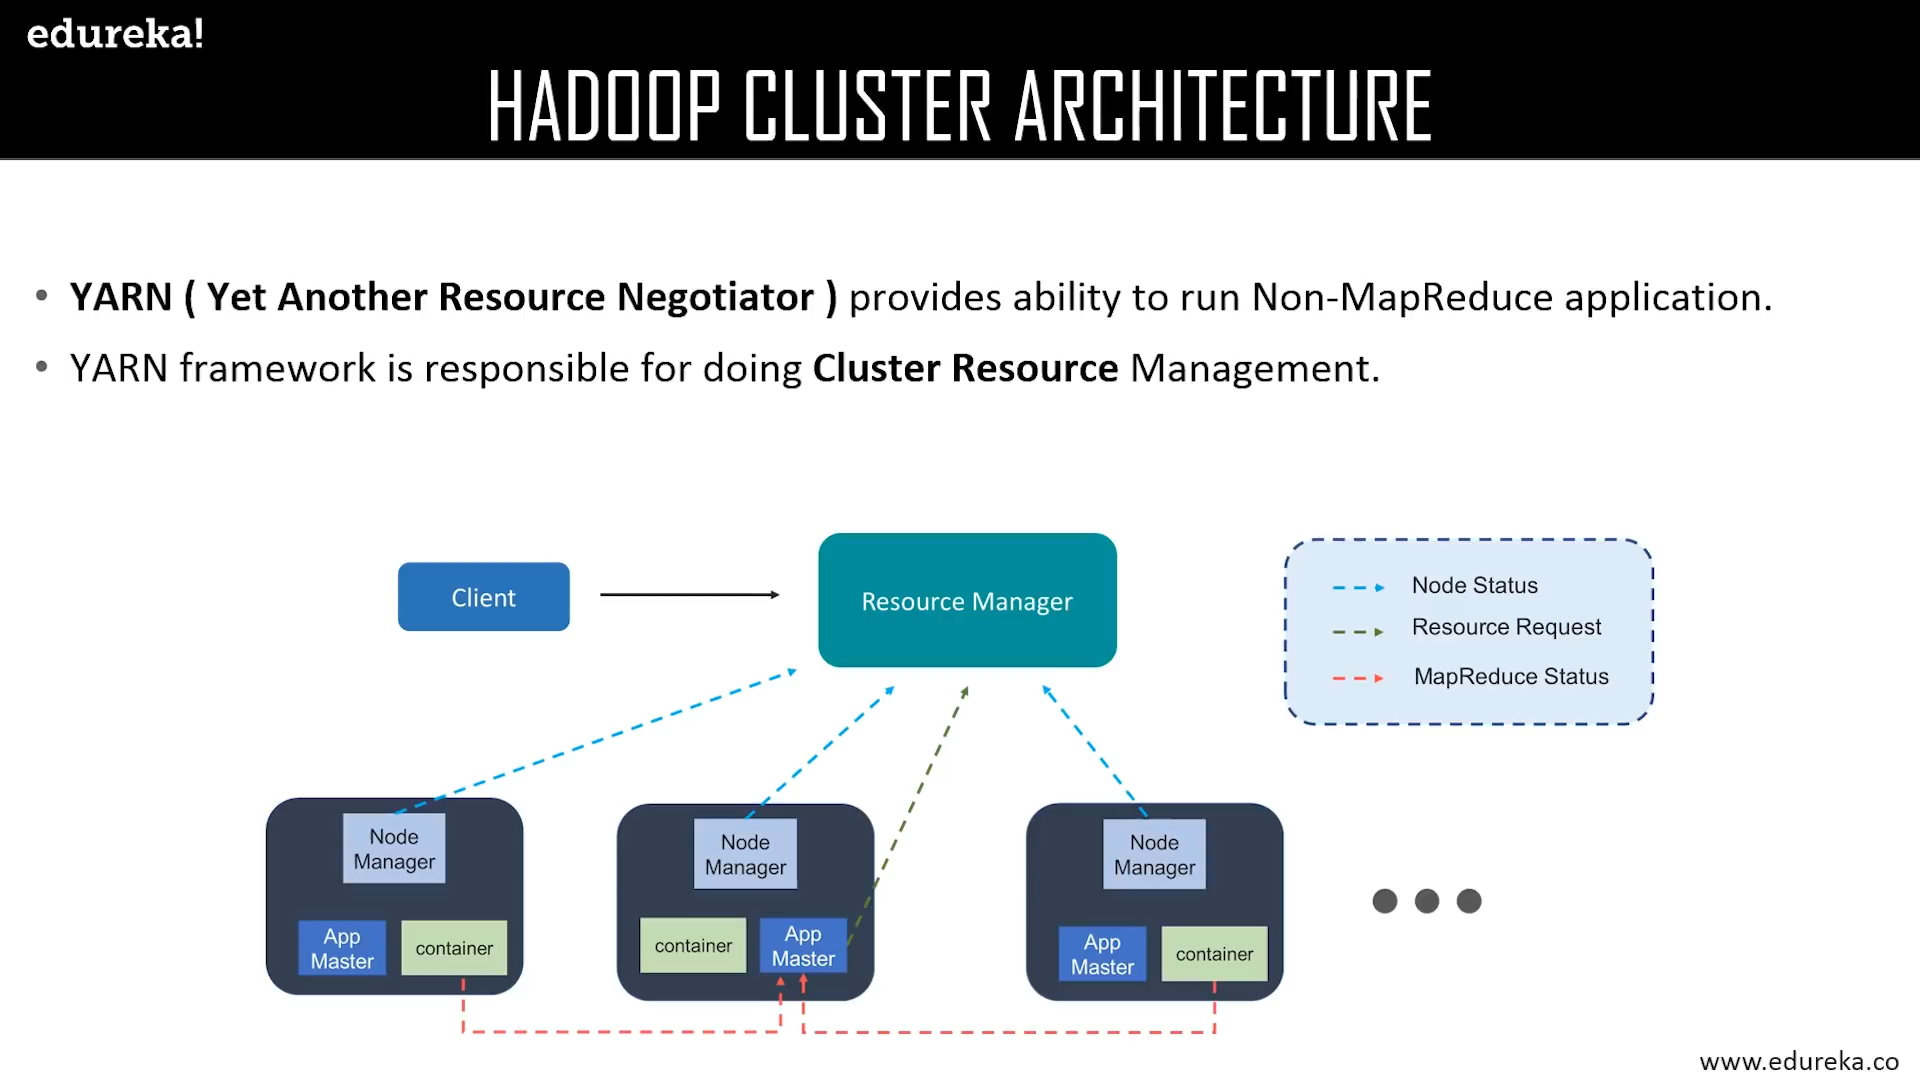 edureka!
HADOOP CLUSTER ARCHITECTURE
• YARN ( Yet Another Resource Negotiator ) provides ability to run Non-MapReduce application.
• YARN framework is responsible for doing Cluster Resource Management.
Client
Resource Manager
Node Status
Resource Request
MapReduce Status
Node
Manager
App
Master
container
Node
Manager
container
App
Master
Node
Manager
App
Master
container
www.edureka.co